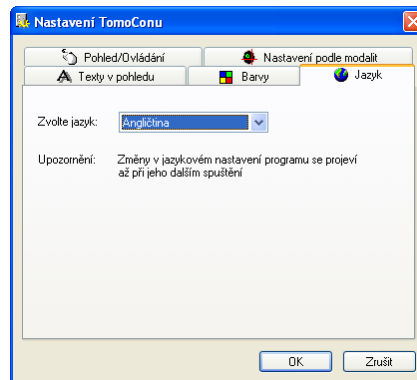 Nastavení TomoConu
Pohled/Ovládání
Nastavení podle modalit
Texty v pohledu
Barvy
Jazyk
Zvolte jazyk:
Angličtina
Upozornění:
Změny v jazykovém nastavení programu se projeví
až při jeho dalším spuštění
OK
Zrušit